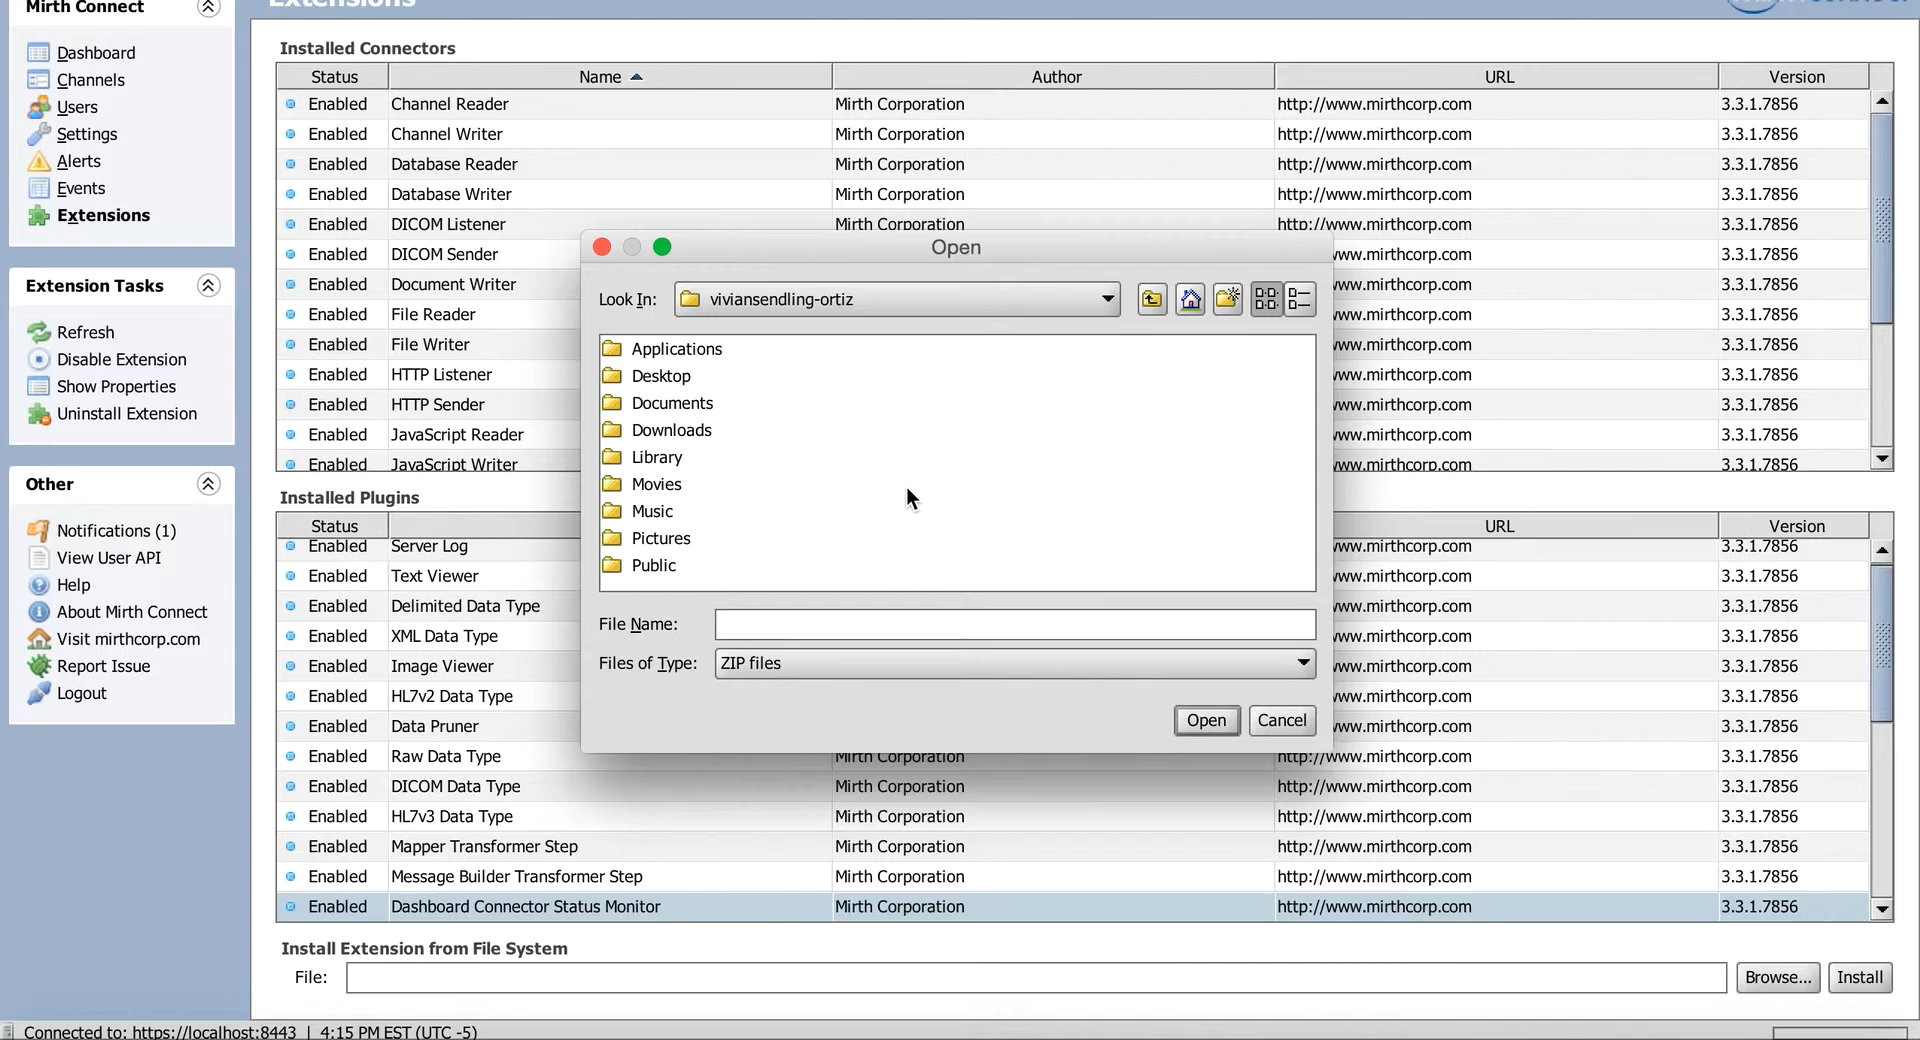 Mirth Connect
Dashboard
Channels
Users
Settings
Alerts
Events
Extensions
Extension Tasks
Refresh
Disable Extension
Show Properties
Uninstall Extension
Other
Notifications (1)
View User API
Help
About Mirth Connect
Visit mirthcorp.com
Report Issue
Logout
Extensions
Installed Connectors
Status Name Author URL Version
Enabled Channel Reader Mirth Corporation http://www.mirthcorp.com 3.3.1.7856
Enabled Channel Writer Mirth Corporation http://www.mirthcorp.com 3.3.1.7856
Enabled Database Reader Mirth Corporation http://www.mirthcorp.com 3.3.1.7856
Enabled Database Writer Mirth Corporation http://www.mirthcorp.com 3.3.1.7856
Enabled DICOM Listener Mirth Corporation http://www.mirthcorp.com 3.3.1.7856
Enabled DICOM Sender www.mirthcorp.com 3.3.1.7856
Enabled Document Writer www.mirthcorp.com 3.3.1.7856
Enabled File Reader www.mirthcorp.com 3.3.1.7856
Enabled File Writer www.mirthcorp.com 3.3.1.7856
Enabled HTTP Listener www.mirthcorp.com 3.3.1.7856
Enabled HTTP Sender www.mirthcorp.com 3.3.1.7856
Enabled JavaScript Reader www.mirthcorp.com 3.3.1.7856
Enabled JavaScript Writer www.mirthcorp.com 3.3.1.7856
Open
Look In: viviansendling-ortiz
Applications
Desktop
Documents
Downloads
Library
Movies
Music
Pictures
Public
File Name:
Files of Type: ZIP files
Open Cancel
Installed Plugins
Status URL Version
Enabled Server Log www.mirthcorp.com 3.3.1.7856
Enabled Text Viewer www.mirthcorp.com 3.3.1.7856
Enabled Delimited Data Type www.mirthcorp.com 3.3.1.7856
Enabled XML Data Type www.mirthcorp.com 3.3.1.7856
Enabled Image Viewer www.mirthcorp.com 3.3.1.7856
Enabled HL7v2 Data Type www.mirthcorp.com 3.3.1.7856
Enabled Data Pruner www.mirthcorp.com 3.3.1.7856
Enabled Raw Data Type Mirth Corporation http://www.mirthcorp.com 3.3.1.7856
Enabled DICOM Data Type Mirth Corporation http://www.mirthcorp.com 3.3.1.7856
Enabled HL7v3 Data Type Mirth Corporation http://www.mirthcorp.com 3.3.1.7856
Enabled Mapper Transformer Step Mirth Corporation http://www.mirthcorp.com 3.3.1.7856
Enabled Message Builder Transformer Step Mirth Corporation http://www.mirthcorp.com 3.3.1.7856
Enabled Dashboard Connector Status Monitor Mirth Corporation http://www.mirthcorp.com 3.3.1.7856
Install Extension from File System
File: Browse... Install
Connected to: https://localhost:8443 | 4:15 PM EST (UTC -5)